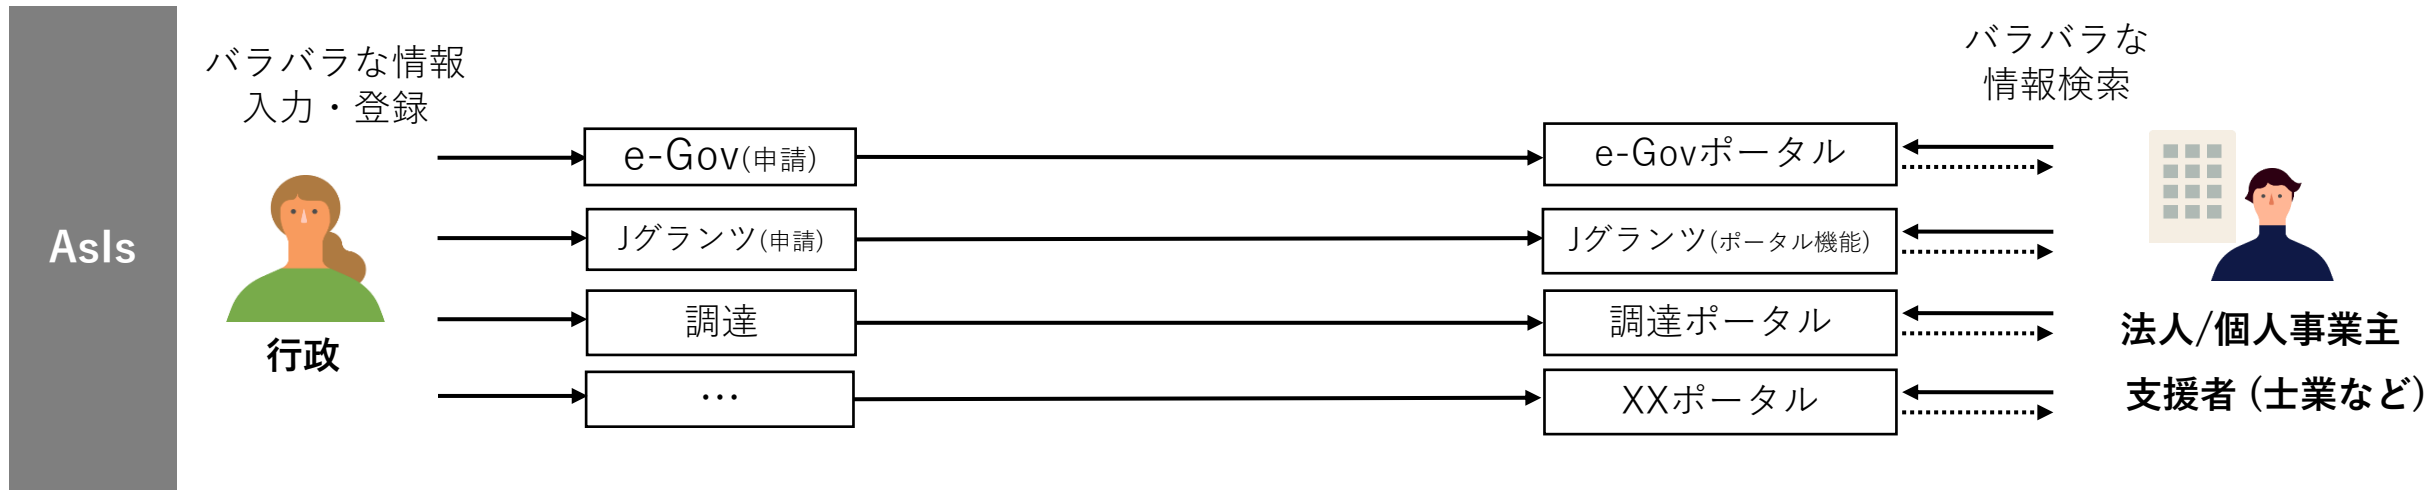 AsIs
バラバラな情報
入力・登録
行政
e-Gov(申請)
Jグランツ(申請)
調達
…
e-Govポータル
Jグランツ(ポータル機能)
調達ポータル
XXポータル
バラバラな
情報検索
法人/個人事業主
支援者 (士業など)